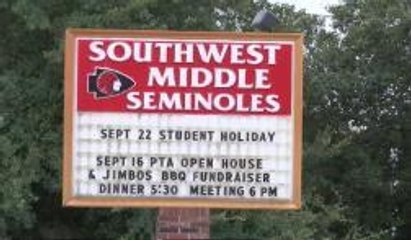 SOUTHWEST
MIDDLE
SEMINOLES
SEPT 22 STUDENT HOLIDAY
SEPT 16 PTA OPEN HOUSE
& JIMBOS BBQ FUNDRAISER
DINNER 5:30 MEETING 6 PM